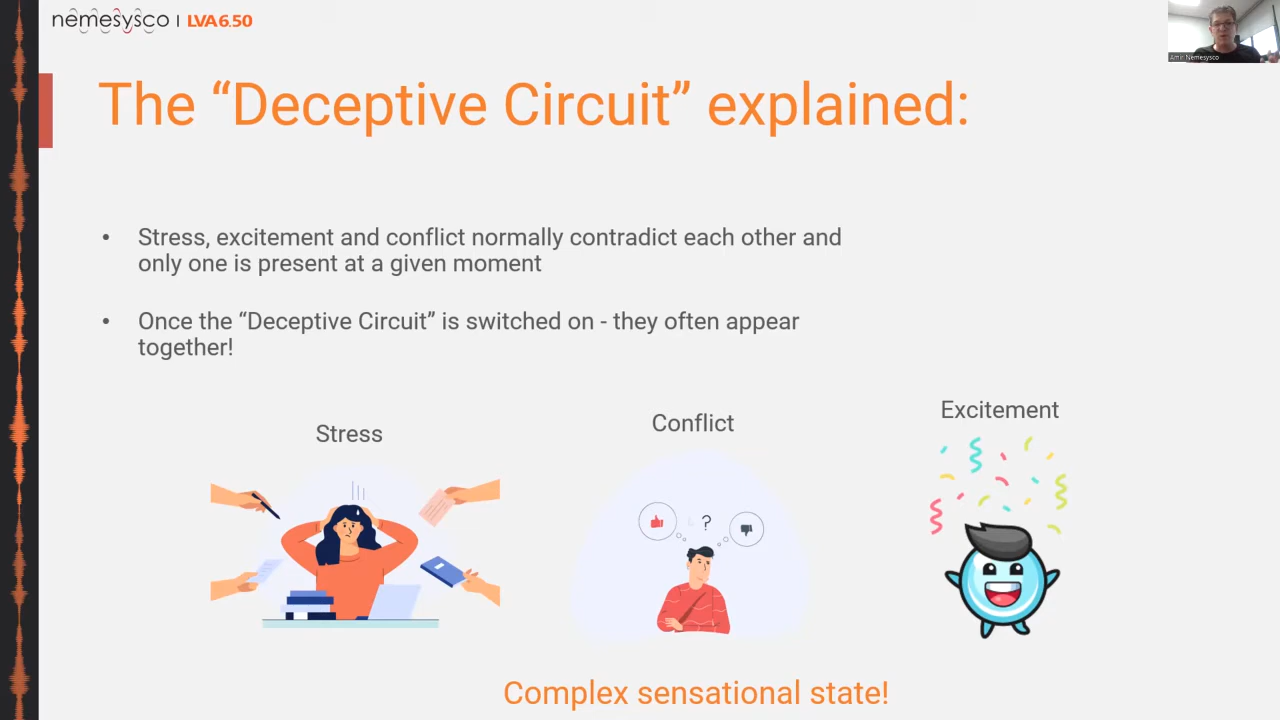 nemesysco | LVA6.50
Amir Nemesysco
The “Deceptive Circuit” explained:
• Stress, excitement and conflict normally contradict each other and
only one is present at a given moment
• Once the “Deceptive Circuit” is switched on - they often appear
together!
Stress
Conflict
Excitement
?
Complex sensational state!